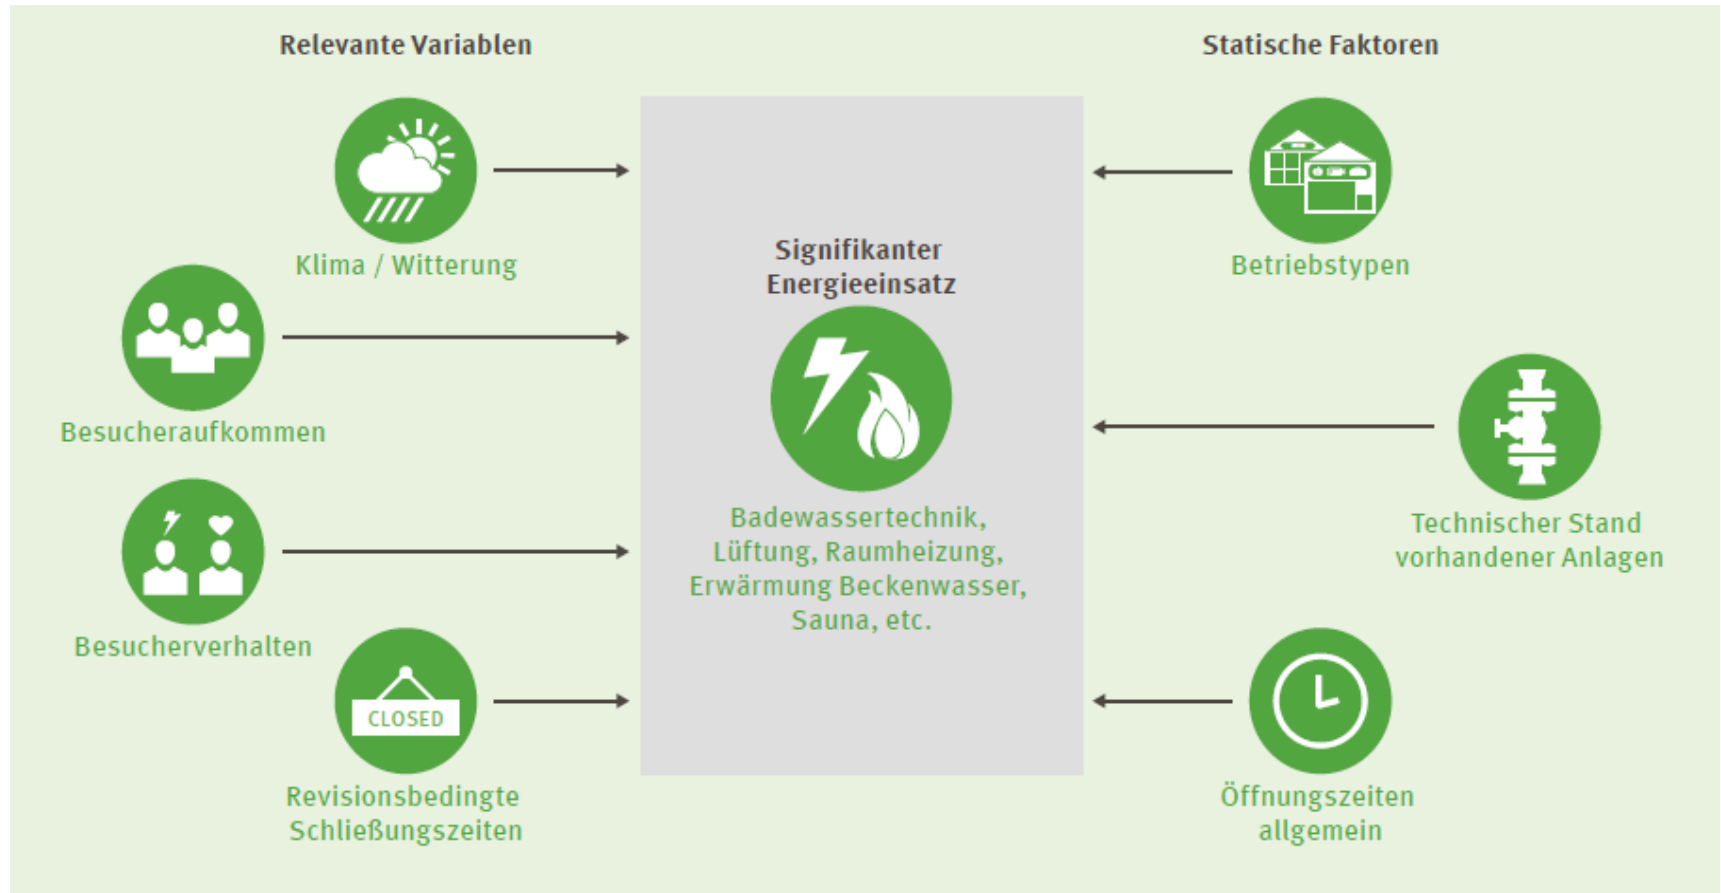 Relevante Variablen
Statische Faktoren
Klima / Witterung
Besucheraufkommen
Besucherverhalten
CLOSED
Revisionsbedingte
Schließungszeiten
Signifikanter
Energieeinsatz
Badewassertechnik,
Lüftung, Raumheizung,
Erwärmung Beckenwasser,
Sauna, etc.
Betriebstypen
Technischer Stand
vorhandener Anlagen
Öffnungszeiten
allgemein